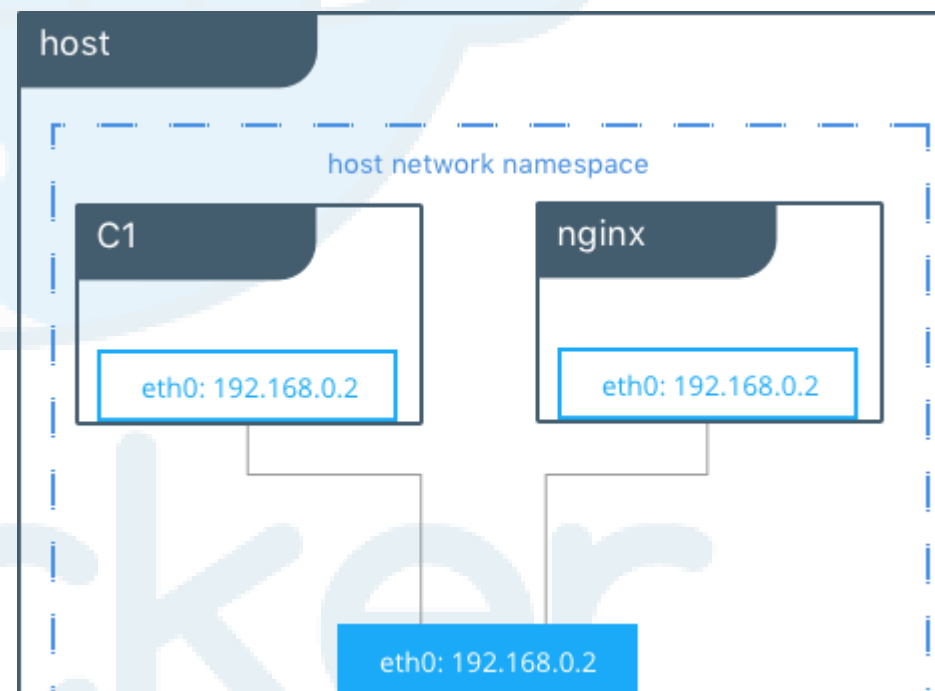 host
host network namespace
C1
nginx
eth0: 192.168.0.2
eth0: 192.168.0.2
eth0: 192.168.0.2
cker